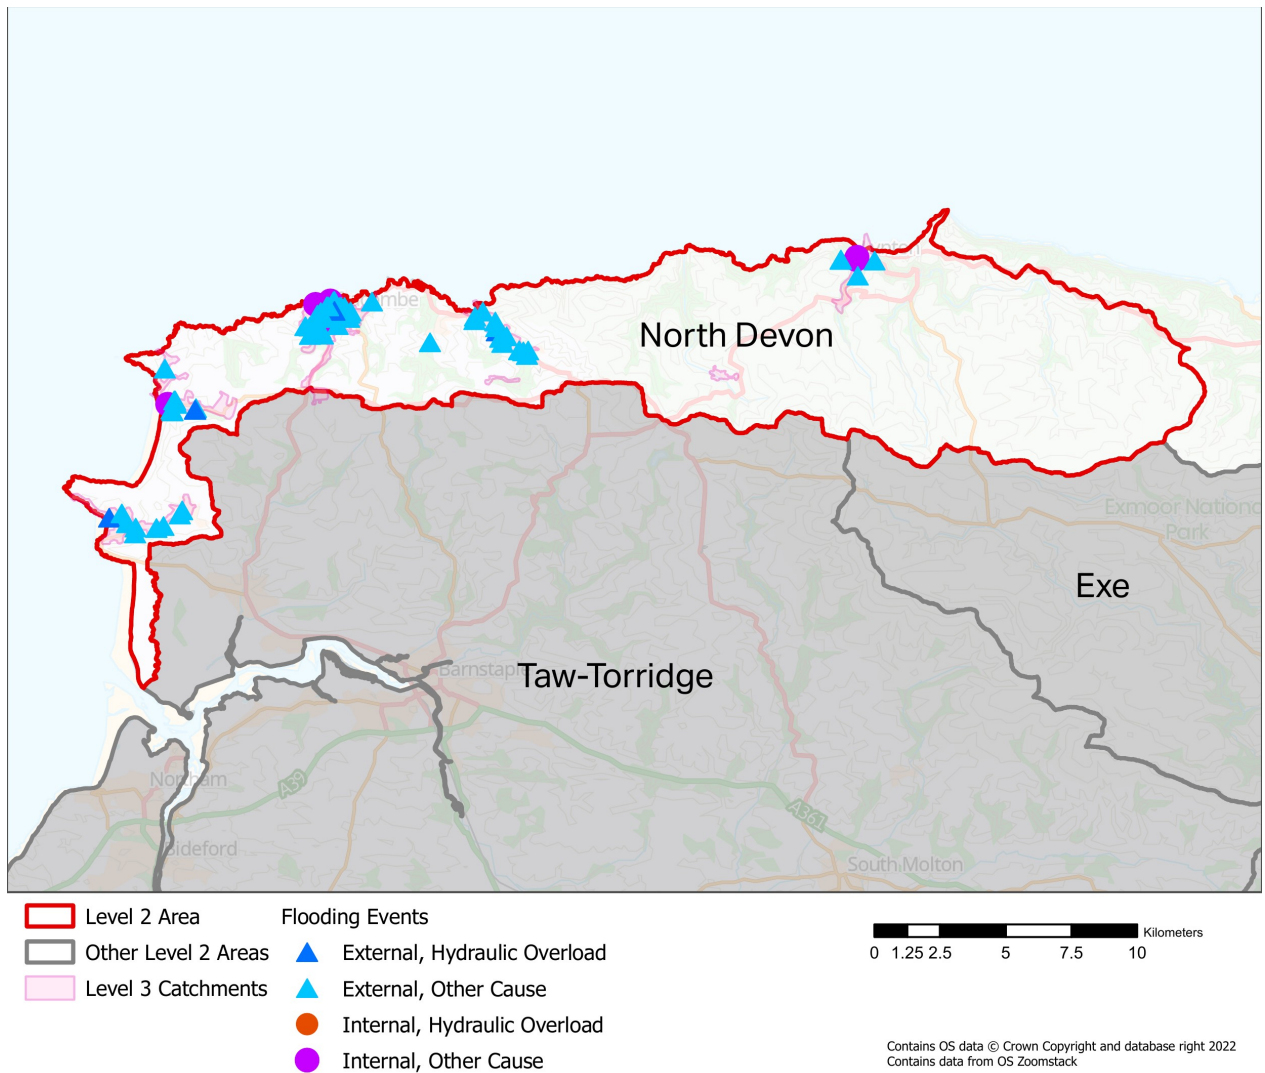 North Devon
Exmoor Nationa
Park
Exe
Barnstaple
Taw-Torridge
Northam
A39
A361
Bideford
South Molton
Level 2 Area
Other Level 2 Areas
Level 3 Catchments
Flooding Events
External, Hydraulic Overload
External, Other Cause
Internal, Hydraulic Overload
Internal, Other Cause
Kilometers
0 1.25 2.5 5 7.5 10
Contains OS data © Crown Copyright and database right 2022
Contains data from OS Zoomstack